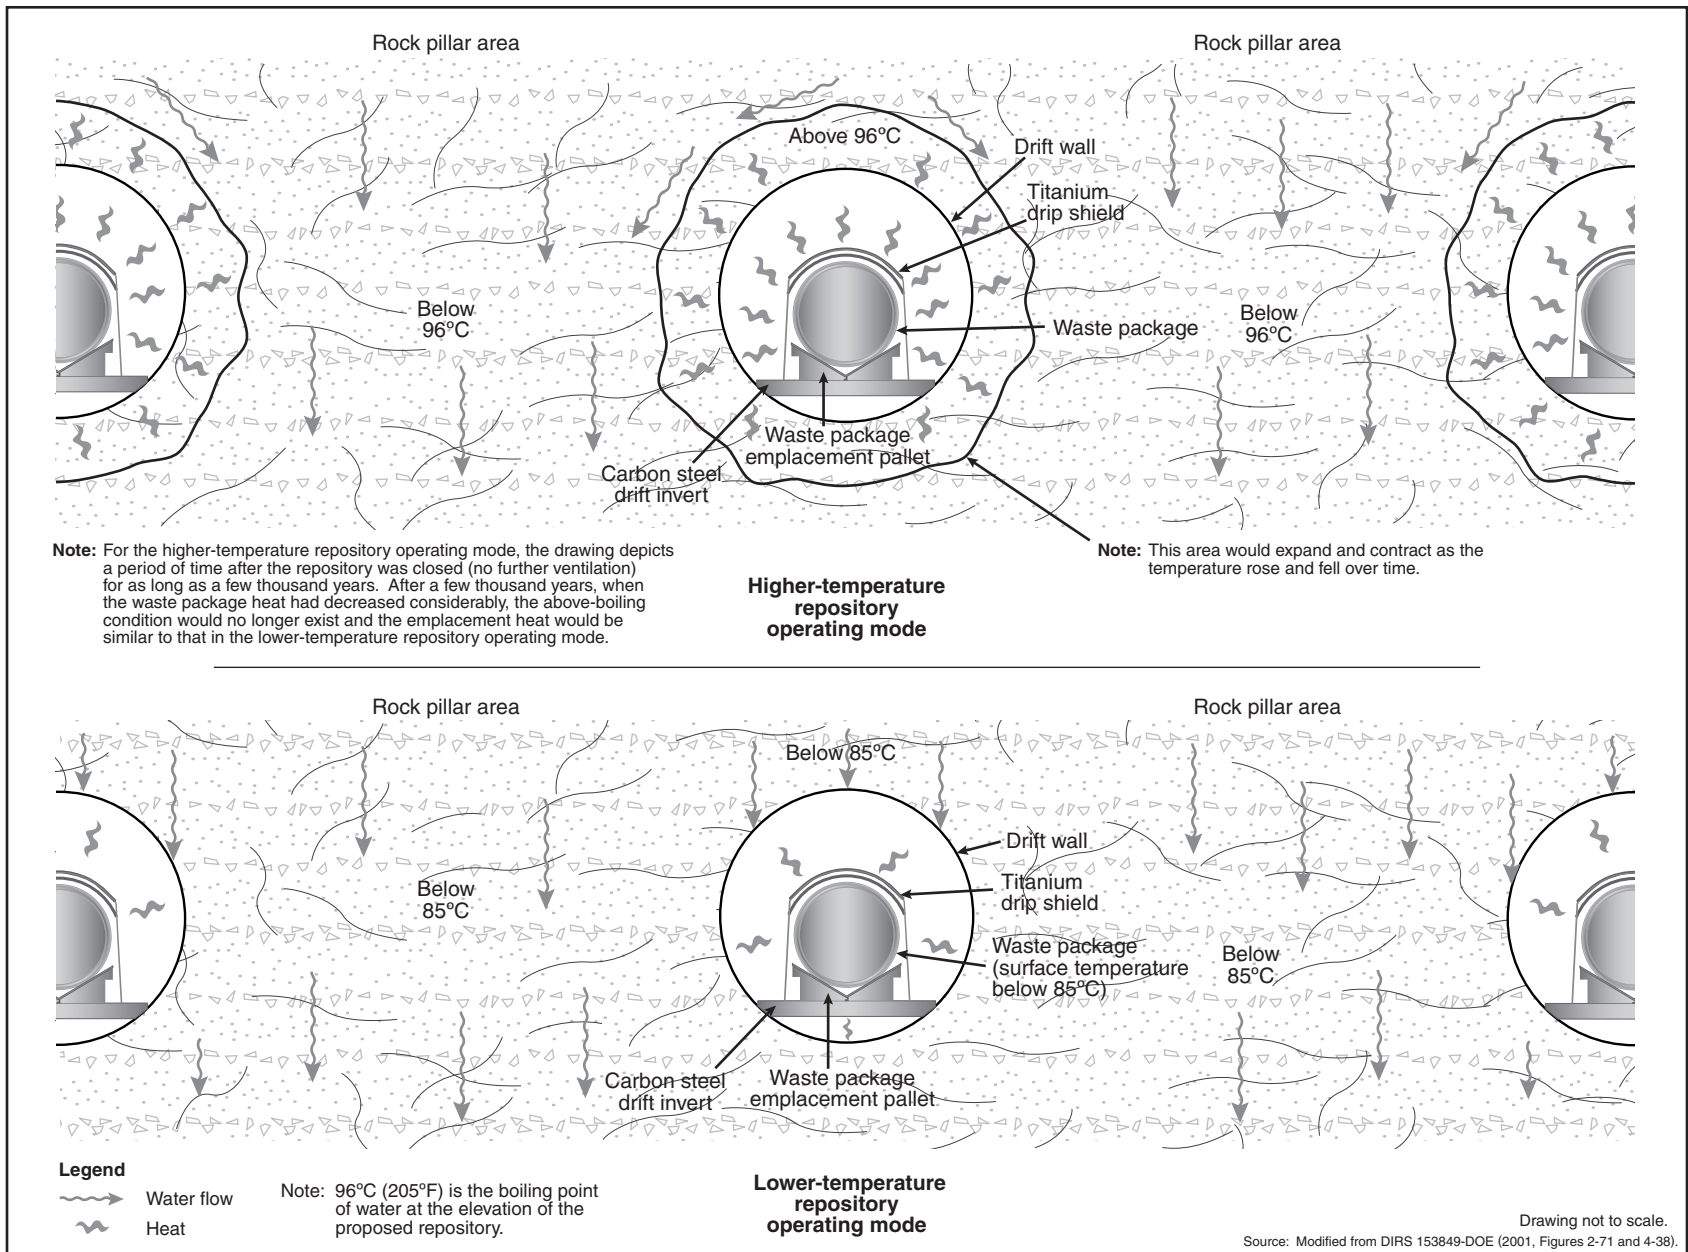 Rock pillar area
Rock pillar area
Above 96ºC
Drift wall
Titanium
drip shield
Below
96ºC
Waste package
Below
96ºC
Waste package
emplacement pallet
Carbon steel
drift invert
Note: For the higher-temperature repository operating mode, the drawing depicts
a period of time after the repository was closed (no further ventilation)
for as long as a few thousand years. After a few thousand years, when
the waste package heat had decreased considerably, the above-boiling
condition would no longer exist and the emplacement heat would be
similar to that in the lower-temperature repository operating mode.
Higher-temperature
repository
operating mode
Note: This area would expand and contract as the
temperature rose and fell over time.
Rock pillar area
Rock pillar area
Below 85ºC
Drift wall
Below
85ºC
Titanium
drip shield
Waste package
(surface temperature
below 85ºC)
Below
85ºC
Carbon steel
drift invert
Waste package
emplacement pallet
Legend
Water flow
Heat
Note: 96ºC (205ºF) is the boiling point
of water at the elevation of the
proposed repository.
Lower-temperature
repository
operating mode
Drawing not to scale.
Source: Modified from DIRS 153849-DOE (2001, Figures 2-71 and 4-38).